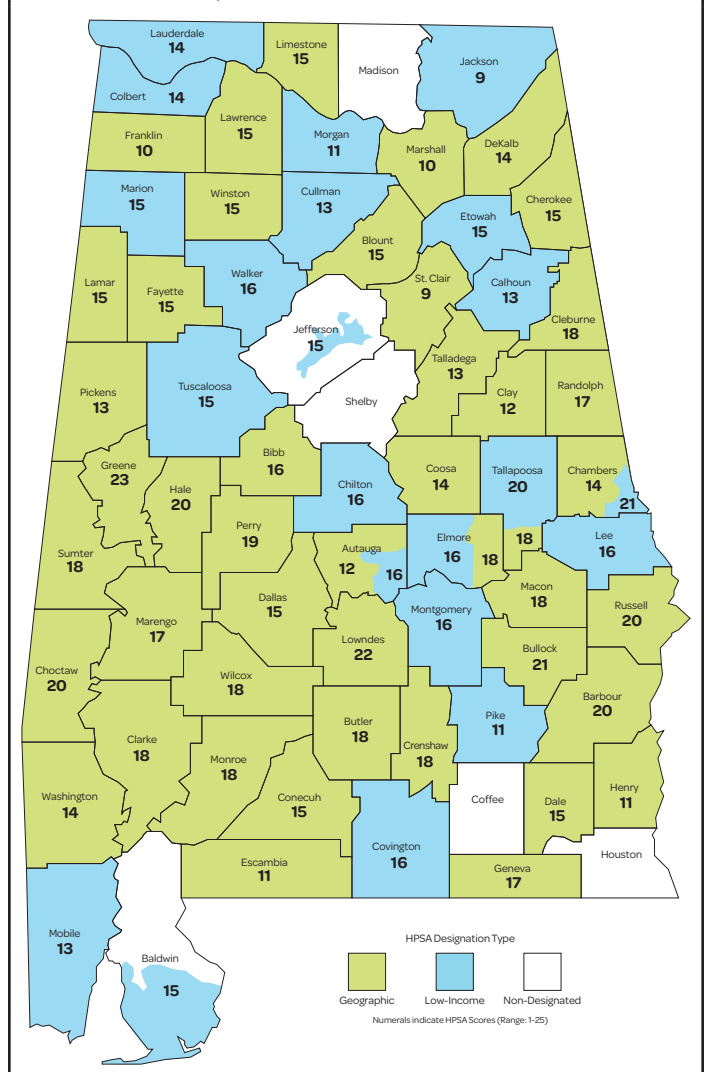 Lauderdale
14
Limestone
15
Madison
Jackson
9
Colbert 14
Lawrence
15
Franklin
10
Morgan
11
Marshall
10
DeKalb
14
Marion
15
Winston
15
Cullman
13
Cherokee
15
Etowah
15
Blount
15
Lamar
15
Fayette
15
Walker
16
St. Clair
9
Calhoun
13
Cleburne
18
Jefferson
15
Talladega
13
Pickens
13
Tuscaloosa
15
Shelby
Clay
12
Randolph
17
Greene
23
Bibb
16
Hale
20
Chilton
16
Coosa
14
Tallapoosa
20
Chambers
14
21
Perry
19
Sumter
18
Autauga
12
16
Elmore
16
18
18
Lee
16
Macon
18
Dallas
15
Montgomery
16
Russell
20
Marengo
17
Lowndes
22
Bullock
21
Choctaw
20
Wilcox
18
Barbour
20
Clarke
18
Butler
18
Pike
11
Monroe
18
Crenshaw
18
Washington
14
Conecuh
15
Coffee
Dale
15
Henry
11
Covington
16
Houston
Escambia
11
Geneva
17
Mobile
13
Baldwin
15
HPSA Designation Type
Geographic
Low-Income
Non-Designated
Numerals indicate HPSA Scores (Range: 1-25)